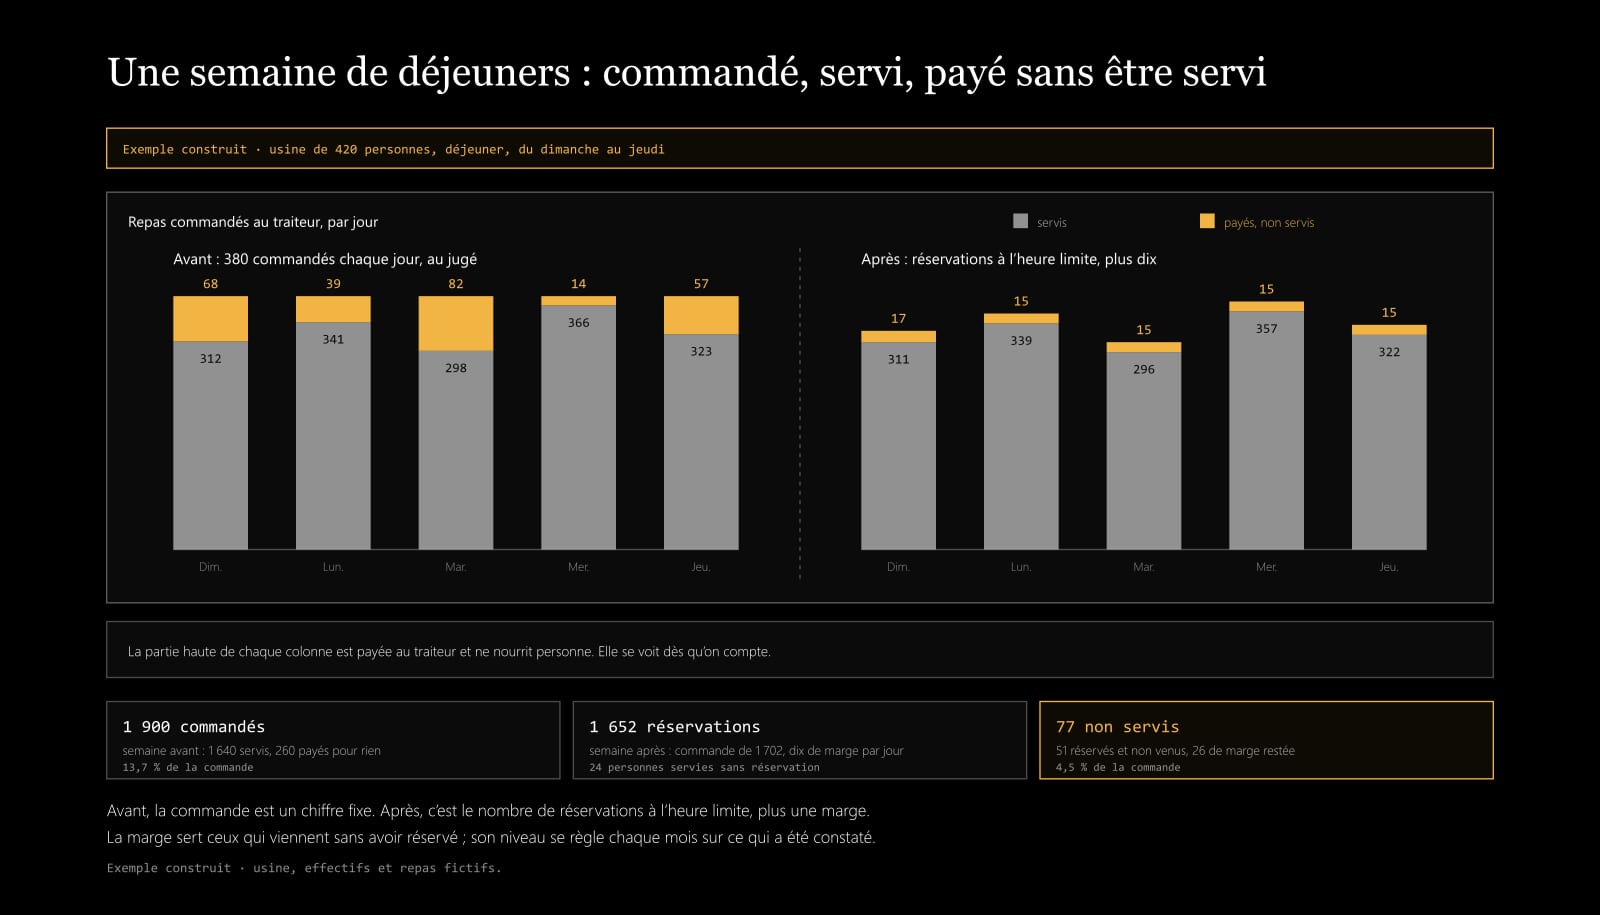 Une semaine de déjeuners : commandé, servi, payé sans être servi
Exemple construit · usine de 420 personnes, déjeuner, du dimanche au jeudi
Repas commandés au traiteur, par jour
servis
payés, non servis
Avant : 380 commandés chaque jour, au jugé
68 39 82 14 57
312 341 298 366 323
Dim. Lun. Mar. Mer. Jeu.
Après : réservations à l’heure limite, plus dix
17 15 15 15 15
311 339 296 357 322
Dim. Lun. Mar. Mer. Jeu.
La partie haute de chaque colonne est payée au traiteur et ne nourrit personne. Elle se voit dès qu’on compte.
1 900 commandés
semaine avant : 1 640 servis, 260 payés pour rien
13,7 % de la commande
1 652 réservations
semaine après : commande de 1 702, dix de marge par jour
24 personnes servies sans réservation
77 non servis
51 réservés et non venus, 26 de marge restée
4,5 % de la commande
Avant, la commande est un chiffre fixe. Après, c’est le nombre de réservations à l’heure limite, plus une marge.
La marge sert ceux qui viennent sans avoir réservé ; son niveau se règle chaque mois sur ce qui a été constaté.
Exemple construit · usine, effectifs et repas fictifs.